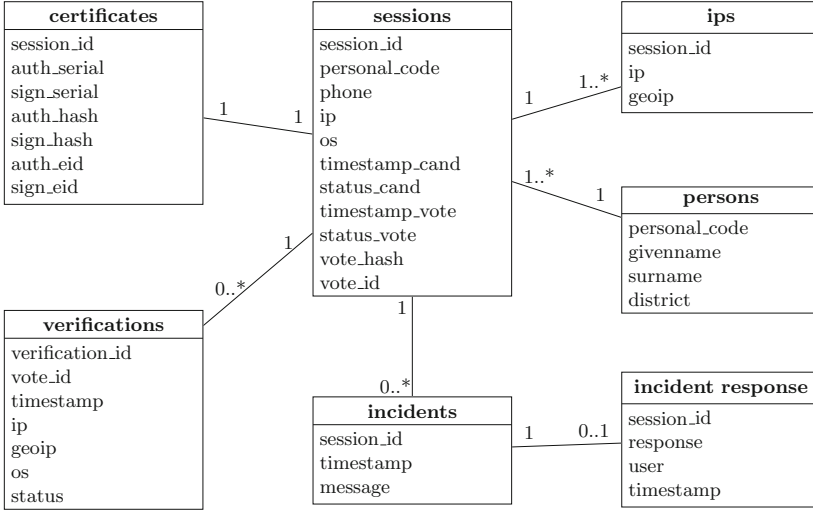 certificates
session_id
auth_serial
sign_serial
auth_hash
sign_hash
auth_eid
sign_eid
1
1
sessions
session_id
personal_code
phone
ip
os
timestamp_cand
status_cand
timestamp_vote
status_vote
vote_hash
vote_id
1
1..*
ips
session_id
ip
geoip
1..*
1
persons
personal_code
givenname
surname
district
1
0..*
verifications
verification_id
vote_id
timestamp
ip
geoip
os
status
1
0..*
incidents
session_id
timestamp
message
1
0..1
incident response
session_id
response
user
timestamp